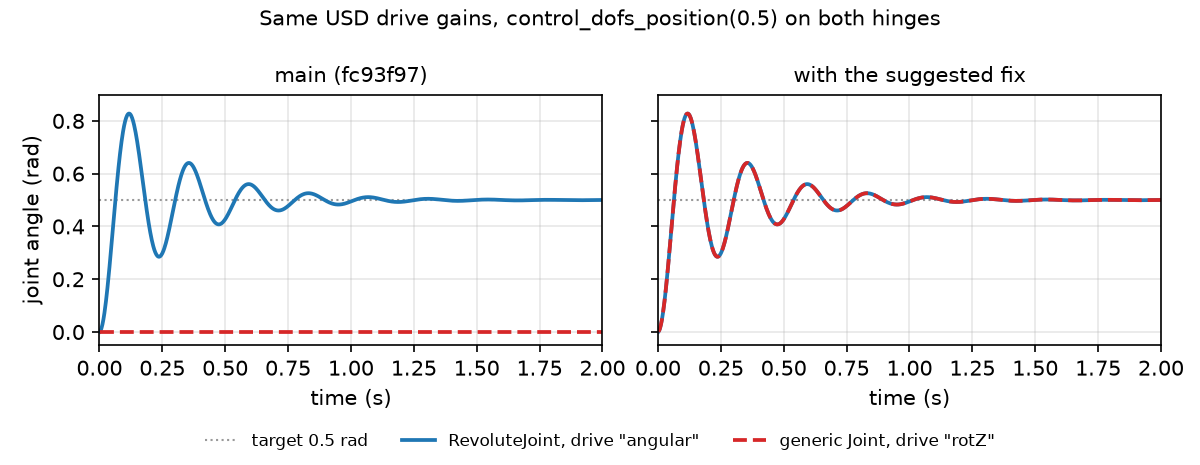 Same USD drive gains, control_dofs_position(0.5) on both hinges
main (fc93f97)
with the suggested fix
joint angle (rad)
0.8
0.6
0.4
0.2
0.0
0.00 0.25 0.50 0.75 1.00 1.25 1.50 1.75 2.00
0.00 0.25 0.50 0.75 1.00 1.25 1.50 1.75 2.00
time (s)
time (s)
target 0.5 rad
RevoluteJoint, drive "angular"
generic Joint, drive "rotZ"